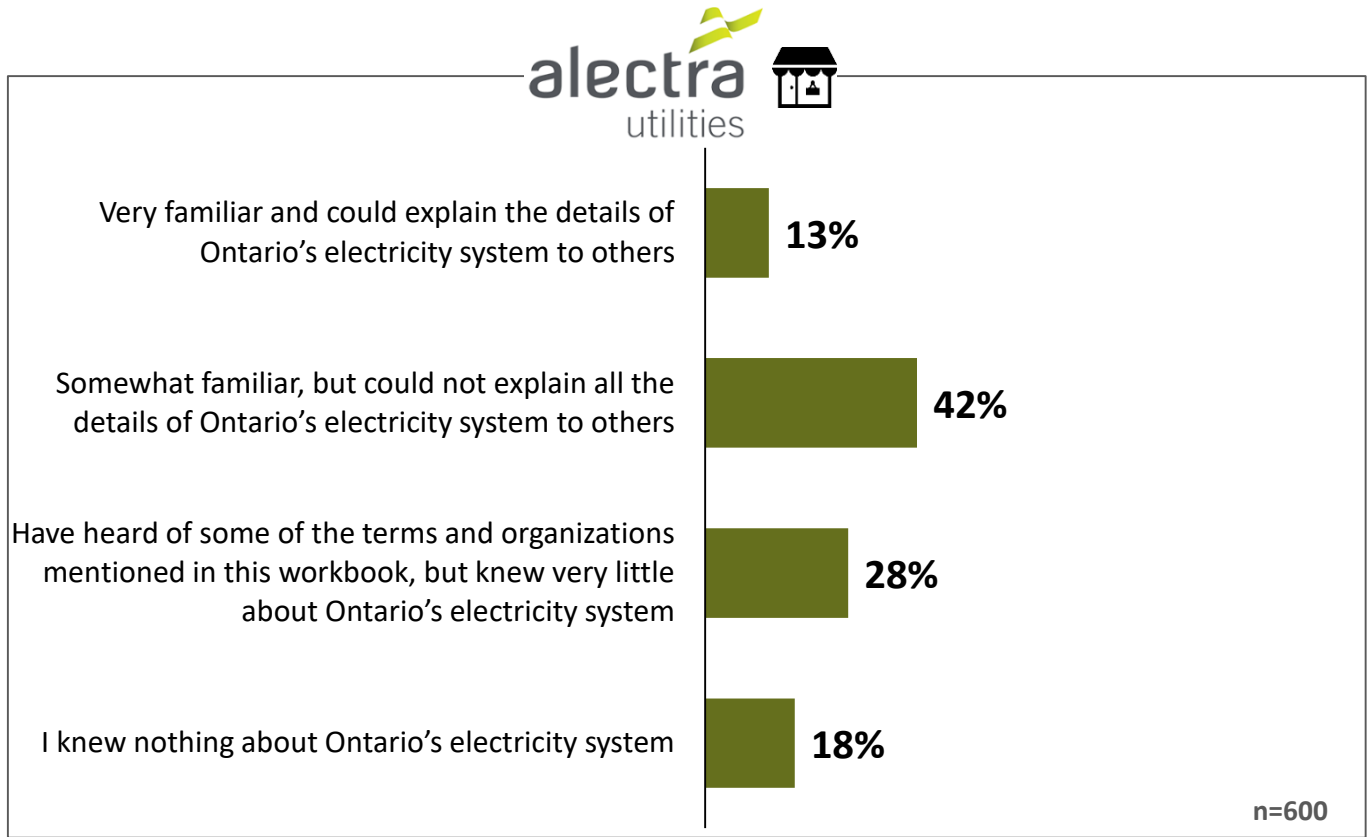 alectra
utilities
Very familiar and could explain the details of
Ontario’s electricity system to others
13%
Somewhat familiar, but could not explain all the
details of Ontario’s electricity system to others
42%
Have heard of some of the terms and organizations
mentioned in this workbook, but knew very little
about Ontario’s electricity system
28%
I knew nothing about Ontario’s electricity system
18%
n=600